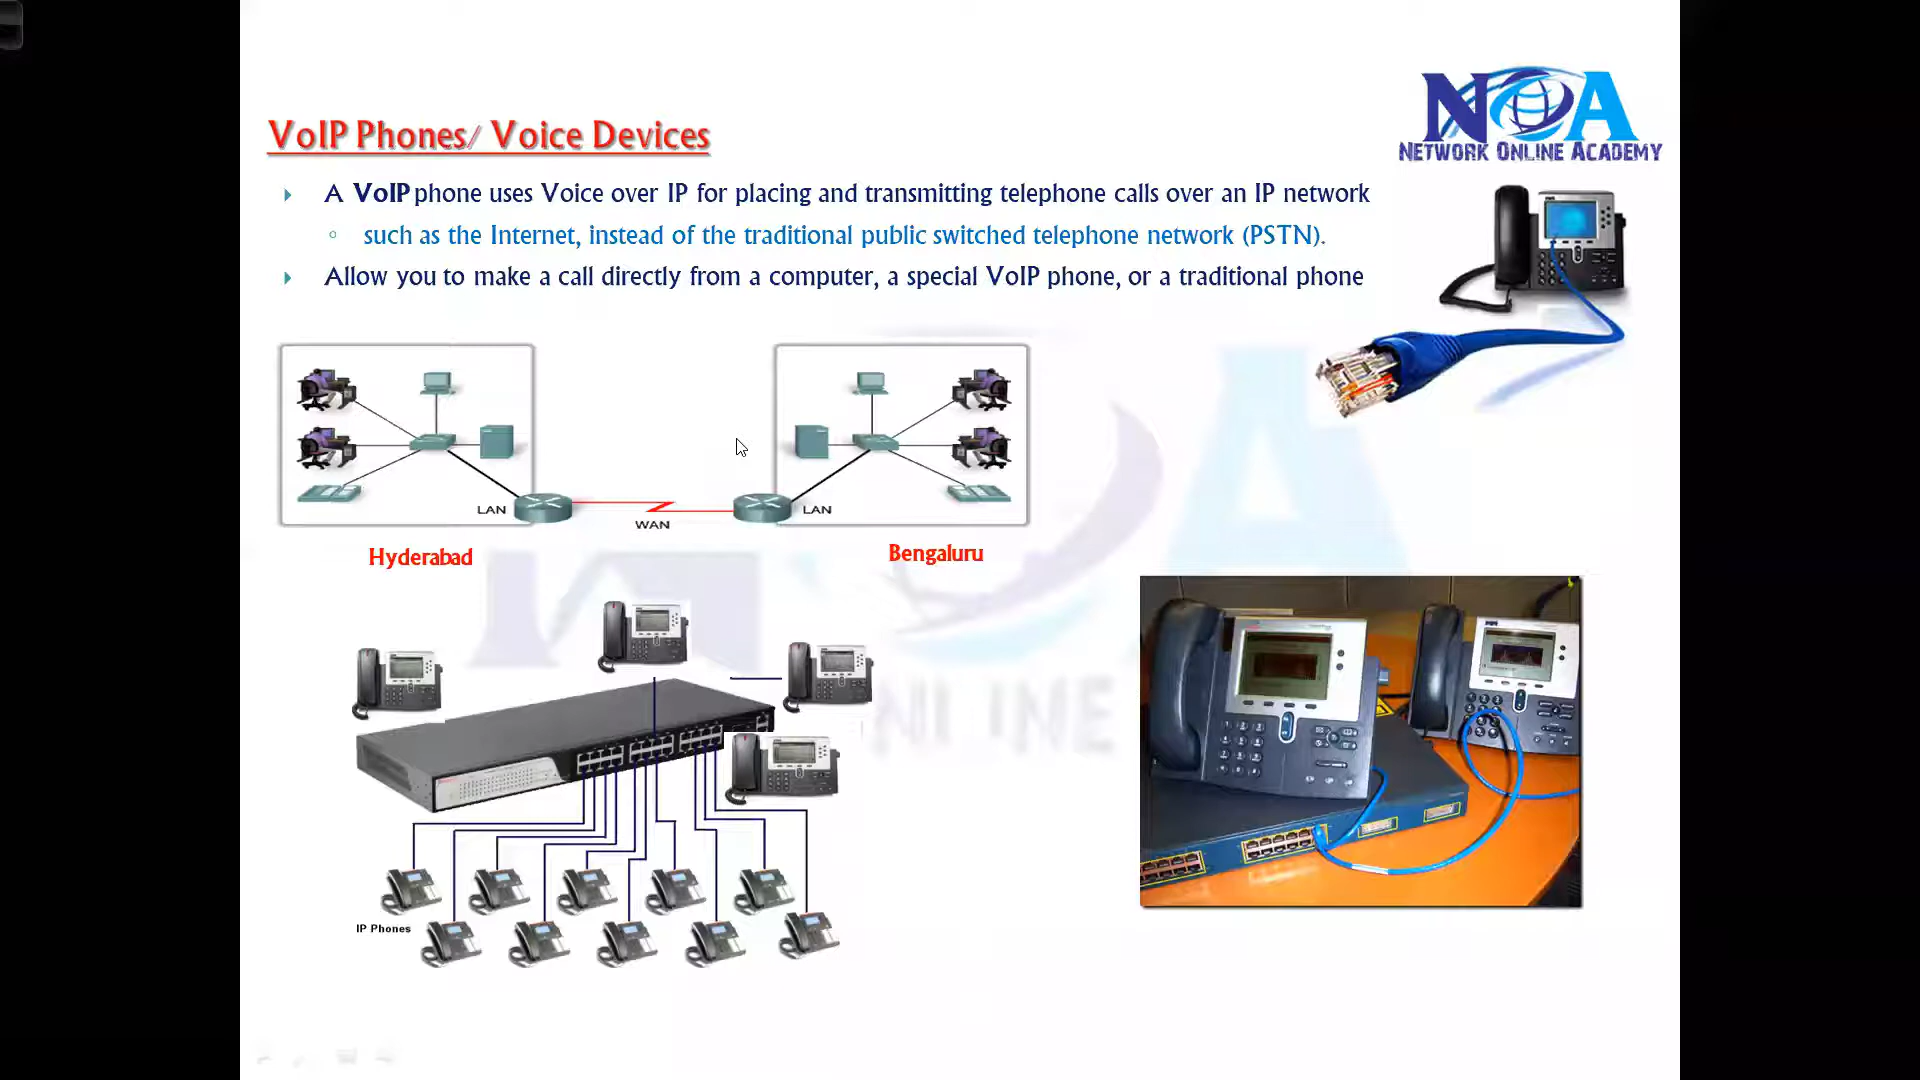 NOA
NETWORK ONLINE ACADEMY
VoIP Phones/ Voice Devices
A VoIP phone uses Voice over IP for placing and transmitting telephone calls over an IP network
such as the Internet, instead of the traditional public switched telephone network (PSTN).
Allow you to make a call directly from a computer, a special VoIP phone, or a traditional phone
LAN
WAN
LAN
Hyderabad
Bengaluru
ONLINE
IP Phones